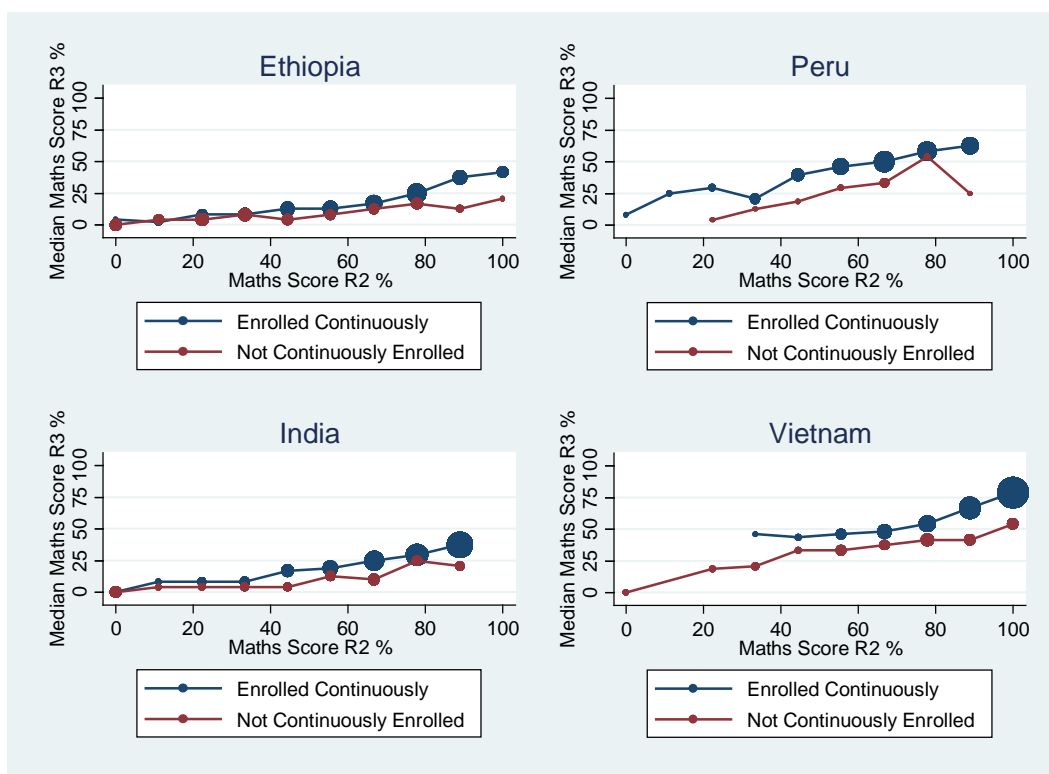 Ethiopia
Median Maths Score R3 %
100
75
50
25
0
0 20 40 60 80 100
Maths Score R2 %
Enrolled Continuously
Not Continuously Enrolled
Peru
Median Maths Score R3 %
100
75
50
25
0
0 20 40 60 80 100
Maths Score R2 %
Enrolled Continuously
Not Continuously Enrolled
India
Median Maths Score R3 %
100
75
50
25
0
0 20 40 60 80 100
Maths Score R2 %
Enrolled Continuously
Not Continuously Enrolled
Vietnam
Median Maths Score R3 %
100
75
50
25
0
0 20 40 60 80 100
Maths Score R2 %
Enrolled Continuously
Not Continuously Enrolled